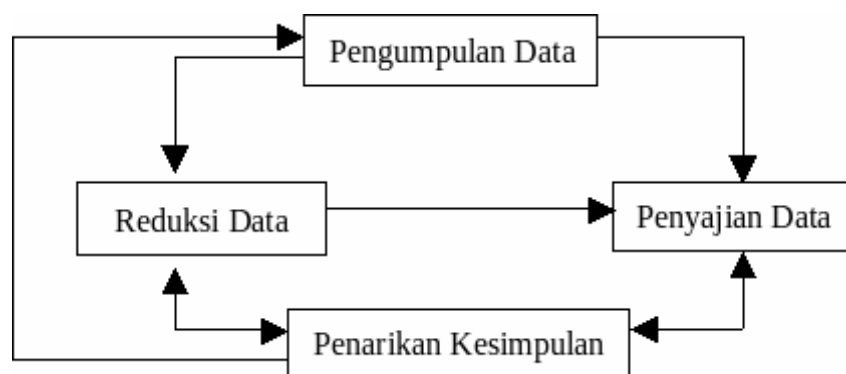 Pengumpulan Data
Reduksi Data
Penyajian Data
Penarikan Kesimpulan